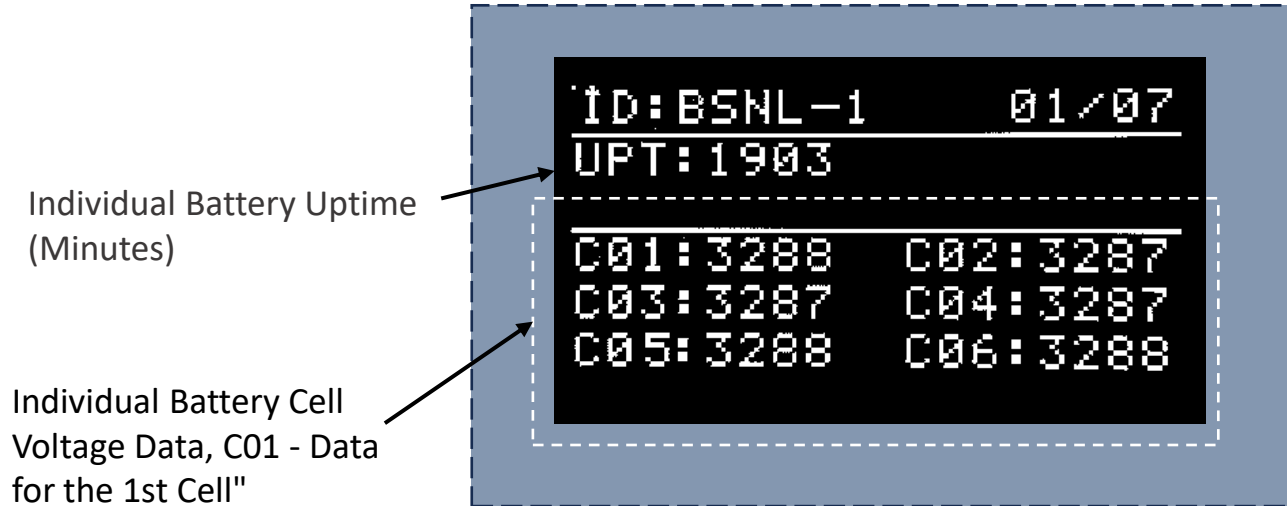 ID:BSNL-1 01/07
UPT:1903
Individual Battery Uptime
(Minutes)
C01:3288 C02:3287
C03:3287 C04:3287
C05:3288 C06:3288
Individual Battery Cell
Voltage Data, C01 - Data
for the 1st Cell"